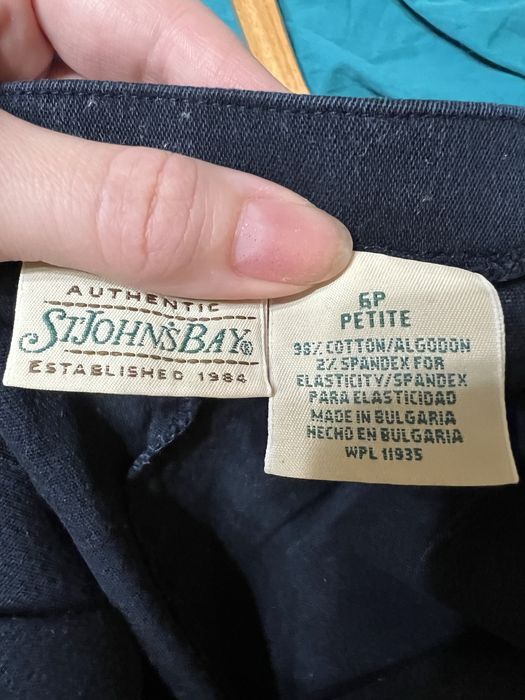 AUTHENTIC
ST.JOHN'S BAY®
ESTABLISHED 1984
6P
PETITE
98% COTTON/ALGODON
2% SPANDEX FOR
ELASTICITY/SPANDEX
PARA ELASTICIDAD
MADE IN BULGARIA
HECHO EN BULGARIA
WPL 11935